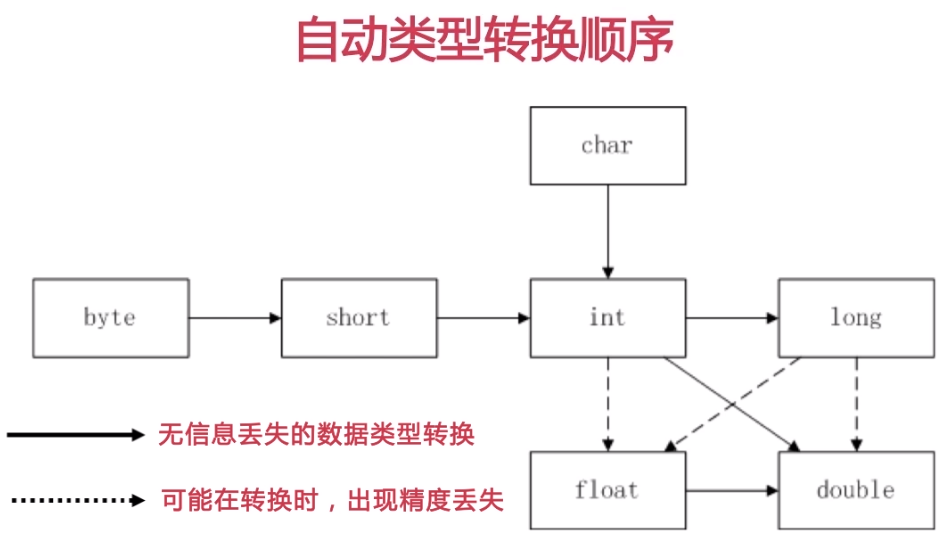 自动类型转换顺序
char
byte
short
int
long
无信息丢失的数据类型转换
float
double
可能在转换时，出现精度丢失